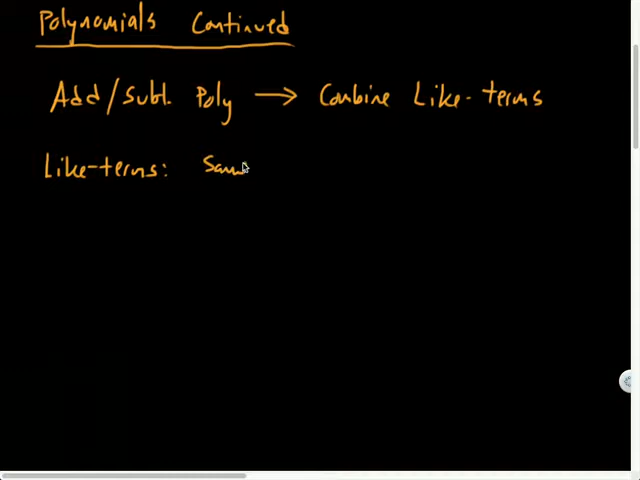 Polynomials Continued
Add/Subt. Poly → Combine Like-terms
Like-terms: Sam